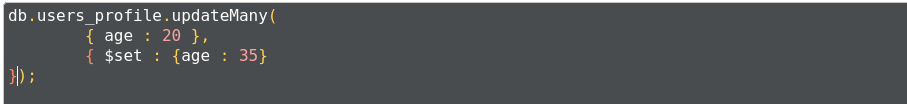 db.users_profile.updateMany(
{ age : 20 },
{ $set : {age : 35}
});